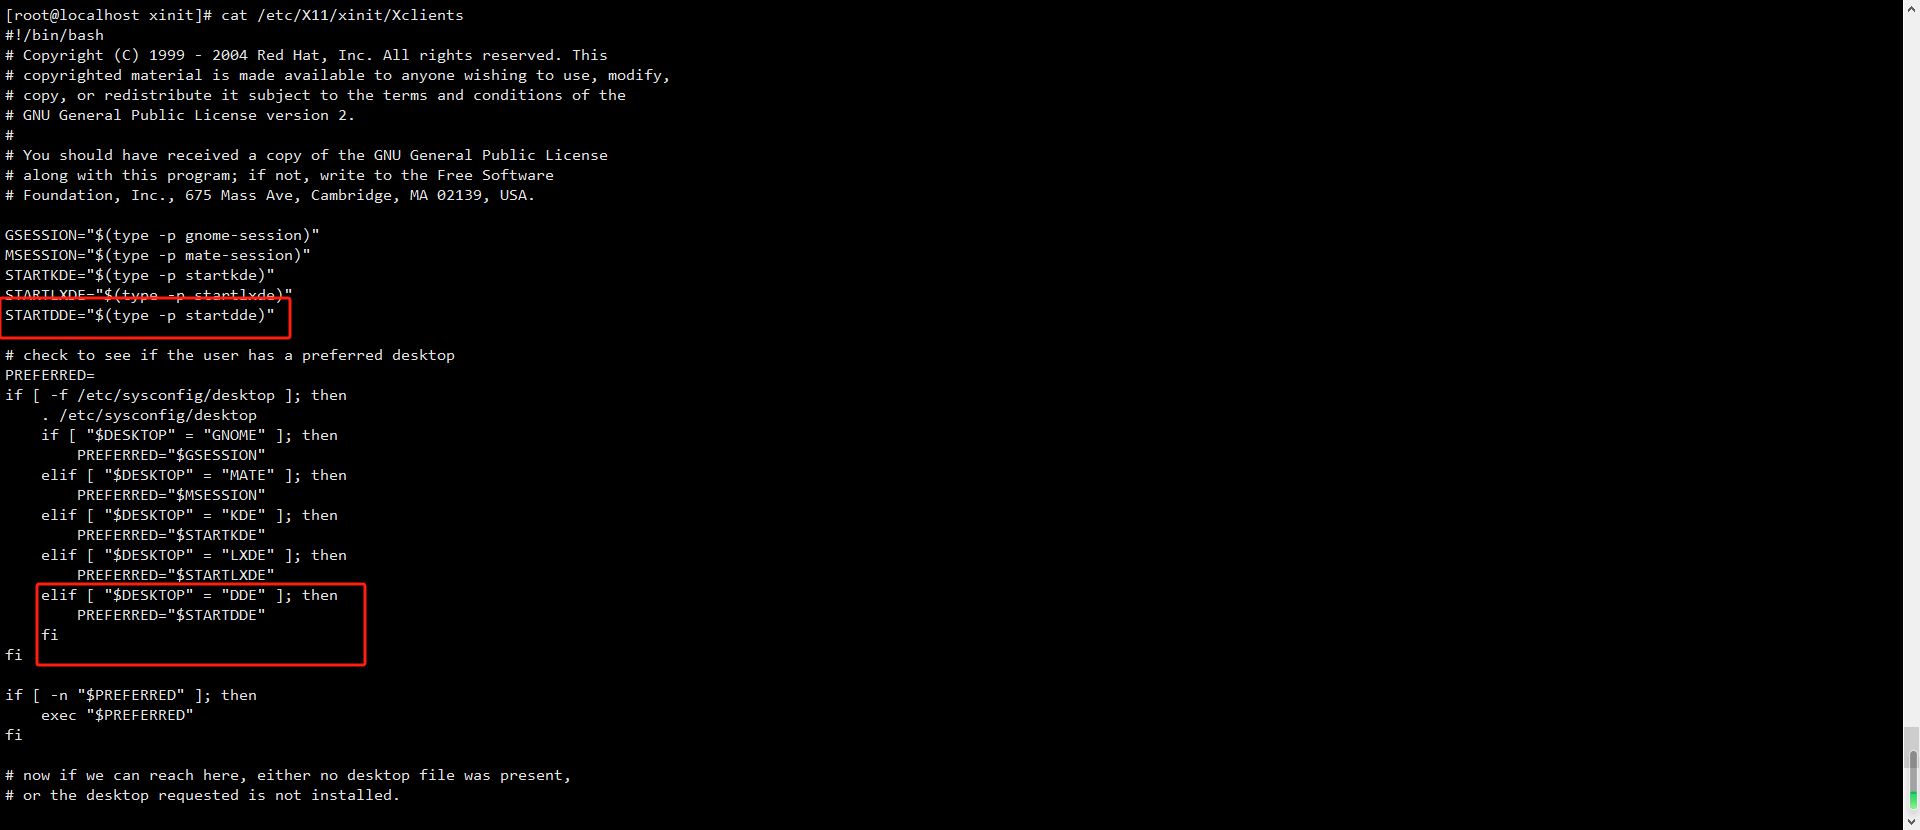 [root@localhost xinit]# cat /etc/X11/xinit/Xclients
#!/bin/bash
# Copyright (C) 1999 - 2004 Red Hat, Inc. All rights reserved. This
# copyrighted material is made available to anyone wishing to use, modify,
# copy, or redistribute it subject to the terms and conditions of the
# GNU General Public License version 2.
#
# You should have received a copy of the GNU General Public License
# along with this program; if not, write to the Free Software
# Foundation, Inc., 675 Mass Ave, Cambridge, MA 02139, USA.

GSESSION="$(type -p gnome-session)"
MSESSION="$(type -p mate-session)"
STARTKDE="$(type -p startkde)"
STARTLXDE="$(type -p startlxde)"
STARTDDE="$(type -p startdde)"

# check to see if the user has a preferred desktop
PREFERRED=
if [ -f /etc/sysconfig/desktop ]; then
    . /etc/sysconfig/desktop
    if [ "$DESKTOP" = "GNOME" ]; then
        PREFERRED="$GSESSION"
    elif [ "$DESKTOP" = "MATE" ]; then
        PREFERRED="$MSESSION"
    elif [ "$DESKTOP" = "KDE" ]; then
        PREFERRED="$STARTKDE"
    elif [ "$DESKTOP" = "LXDE" ]; then
        PREFERRED="$STARTLXDE"
    elif [ "$DESKTOP" = "DDE" ]; then
        PREFERRED="$STARTDDE"
    fi
fi

if [ -n "$PREFERRED" ]; then
    exec "$PREFERRED"
fi

# now if we can reach here, either no desktop file was present,
# or the desktop requested is not installed.